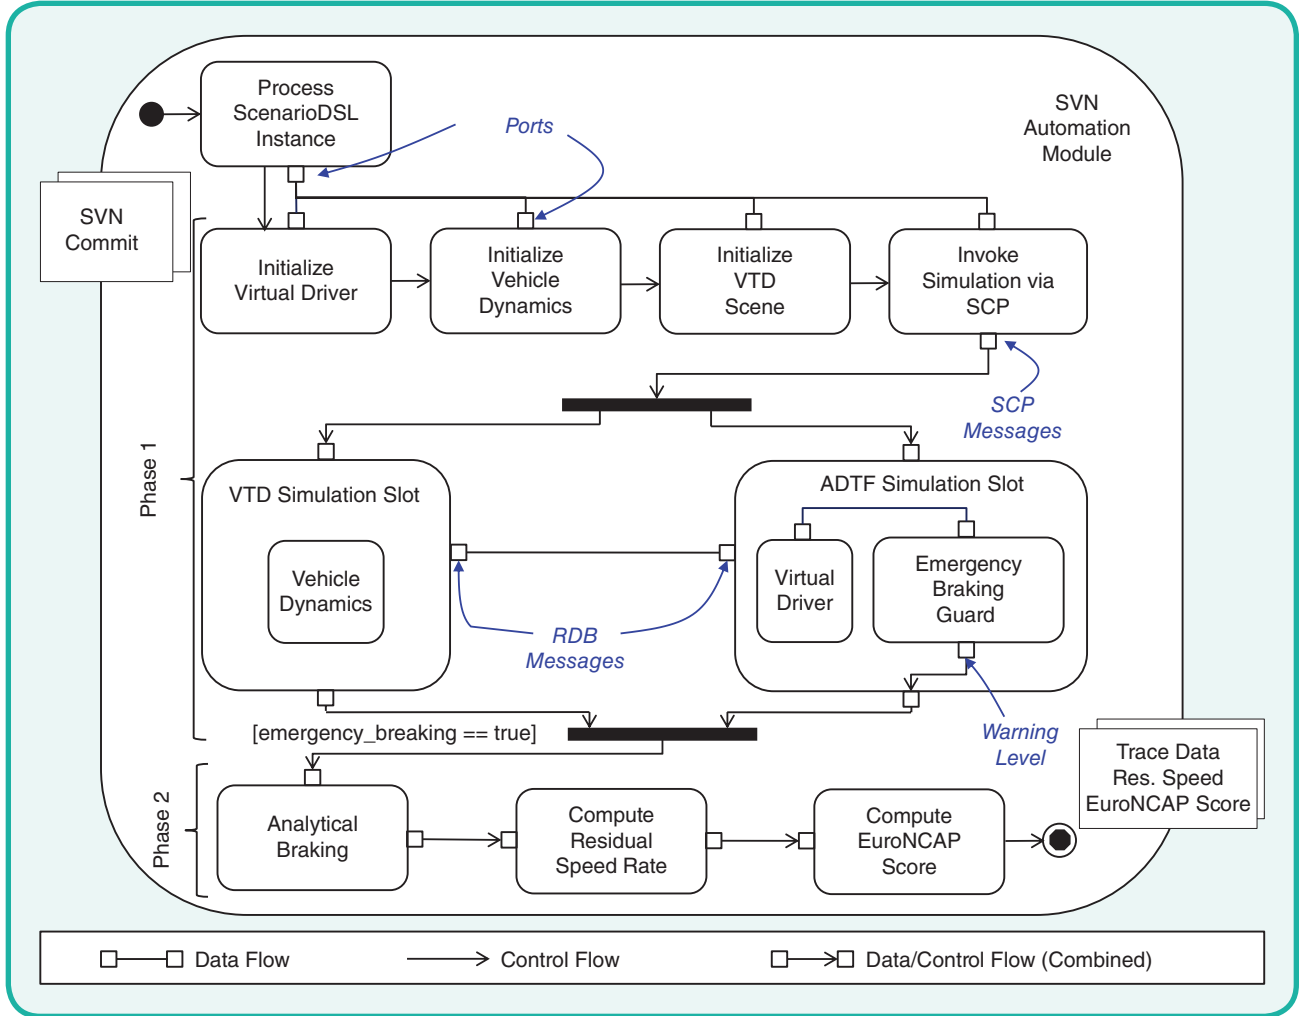 Process
ScenarioDSL
Instance
Ports
SVN
Automation
Module
SVN
Commit
Initialize
Virtual Driver
Initialize
Vehicle
Dynamics
Initialize
VTD
Scene
Invoke
Simulation via
SCP
SCP
Messages
Phase 1
VTD Simulation Slot
Vehicle
Dynamics
ADTF Simulation Slot
Virtual
Driver
Emergency
Braking
Guard
RDB
Messages
Warning
Level
[emergency_breaking == true]
Trace Data
Res. Speed
EuroNCAP Score
Phase 2
Analytical
Braking
Compute
Residual
Speed Rate
Compute
EuroNCAP
Score
Data Flow
Control Flow
Data/Control Flow (Combined)